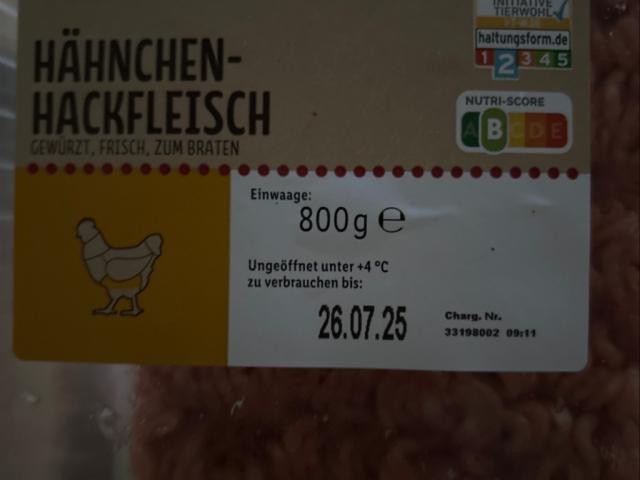 INITIATIVE
TIERWOHL
haltungsform.de
1 2 3 4 5
HÄHNCHEN-
HACKFLEISCH
GEWÜRZT, FRISCH, ZUM BRATEN
NUTRI-SCORE
A B C D E
Einwaage:
800g ℮
Ungeöffnet unter +4 °C
zu verbrauchen bis:
26.07.25
Charg. Nr.
33198002 09:11